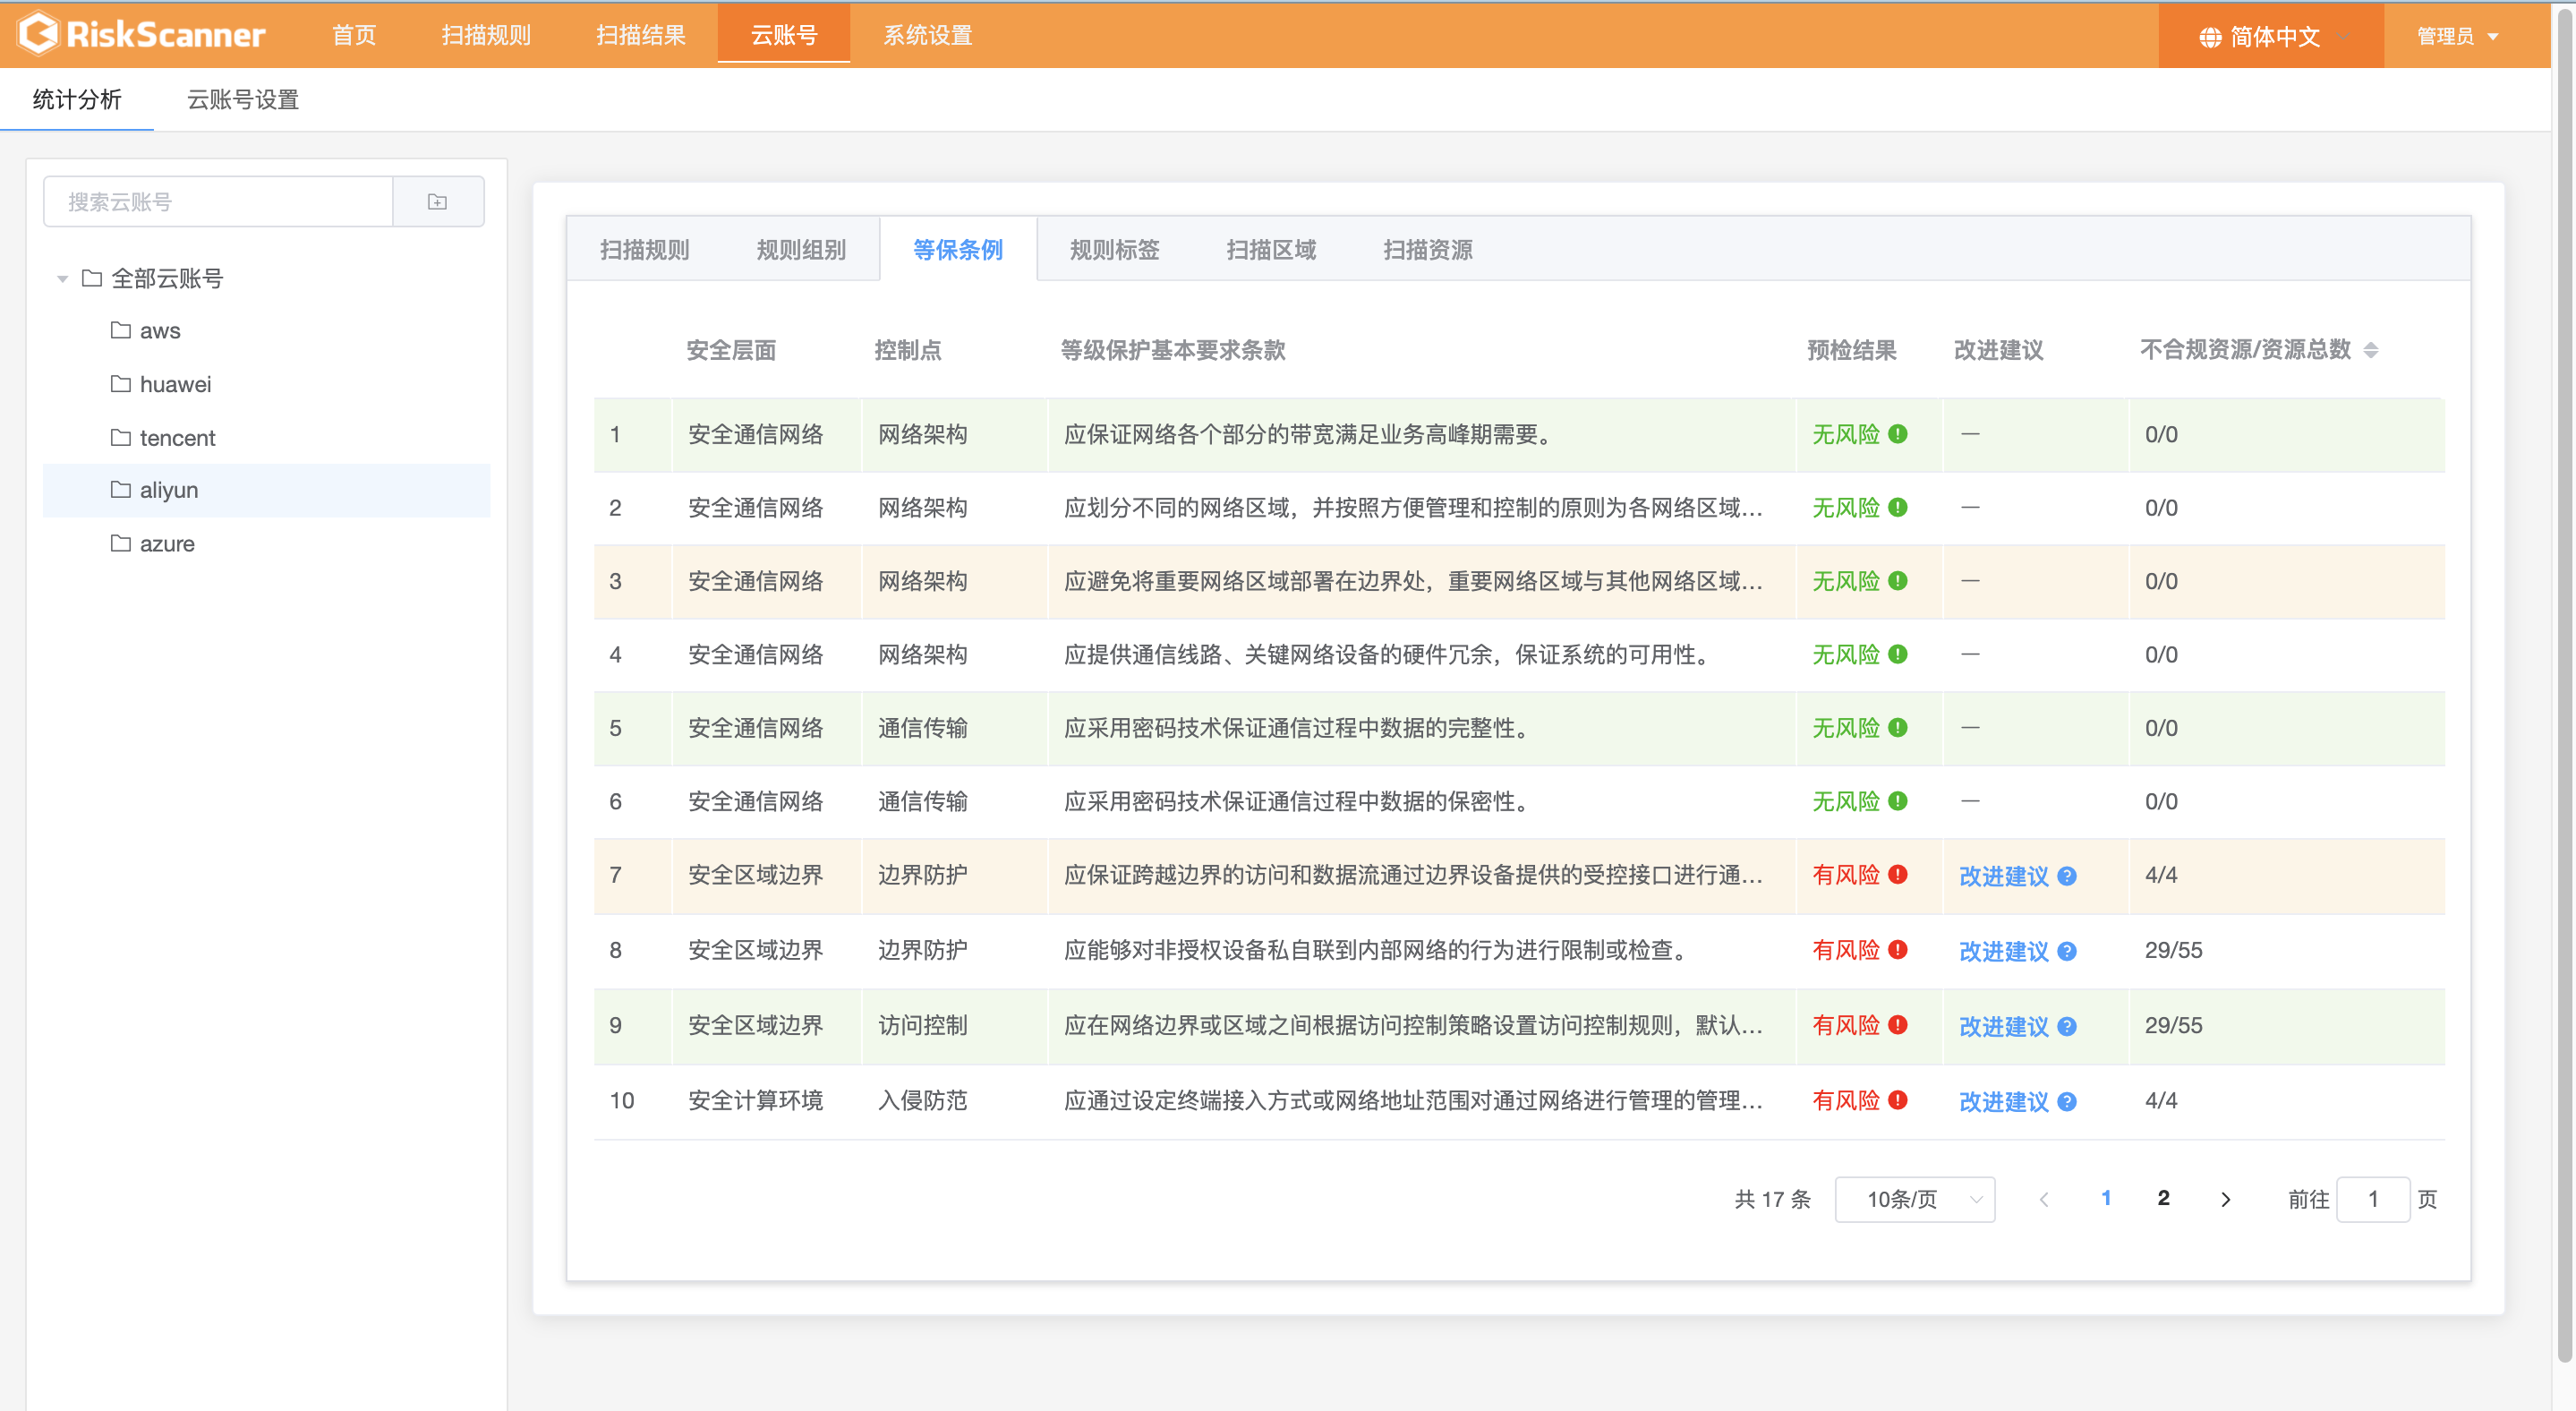 RiskScanner 首页 扫描规则 扫描结果 云账号 系统设置 简体中文 管理员
统计分析 云账号设置
搜索云账号
全部云账号
aws
huawei
tencent
aliyun
azure
扫描规则 规则组别 等保条例 规则标签 扫描区域 扫描资源
安全层面 控制点 等级保护基本要求条款 预检结果 改进建议 不合规资源/资源总数
1 安全通信网络 网络架构 应保证网络各个部分的带宽满足业务高峰期需要。 无风险 — 0/0
2 安全通信网络 网络架构 应划分不同的网络区域，并按照方便管理和控制的原则为各网络区域... 无风险 — 0/0
3 安全通信网络 网络架构 应避免将重要网络区域部署在边界处，重要网络区域与其他网络区域... 无风险 — 0/0
4 安全通信网络 网络架构 应提供通信线路、关键网络设备的硬件冗余，保证系统的可用性。 无风险 — 0/0
5 安全通信网络 通信传输 应采用密码技术保证通信过程中数据的完整性。 无风险 — 0/0
6 安全通信网络 通信传输 应采用密码技术保证通信过程中数据的保密性。 无风险 — 0/0
7 安全区域边界 边界防护 应保证跨越边界的访问和数据流通过边界设备提供的受控接口进行通... 有风险 改进建议 4/4
8 安全区域边界 边界防护 应能够对非授权设备私自联到内部网络的行为进行限制或检查。 有风险 改进建议 29/55
9 安全区域边界 访问控制 应在网络边界或区域之间根据访问控制策略设置访问控制规则，默认... 有风险 改进建议 29/55
10 安全计算环境 入侵防范 应通过设定终端接入方式或网络地址范围对通过网络进行管理的管理... 有风险 改进建议 4/4
共 17 条 10条/页 1 2 前往 1 页